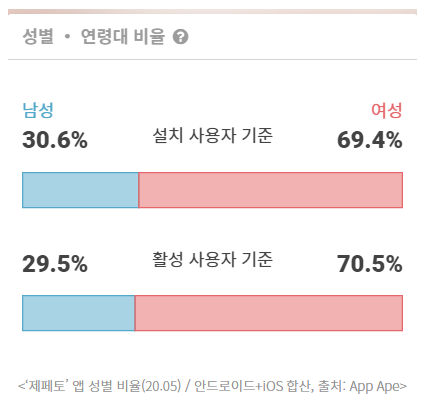 성별 • 연령대 비율 ?
남성 여성
30.6% 설치 사용자 기준 69.4%
29.5% 활성 사용자 기준 70.5%
<‘제페토’ 앱 성별 비율(20.05) / 안드로이드+iOS 합산, 출처: App Ape>